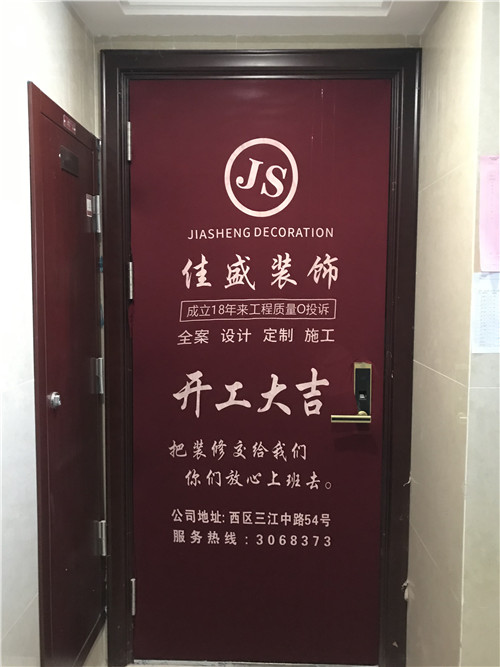 JS
JIASHENG DECORATION
佳盛装饰
成立18年来工程质量O投诉
全案 设计 定制 施工
开工大吉
把装修交给我们
你们放心上班去。
公司地址: 西区三江中路54号
服务热线：3068373